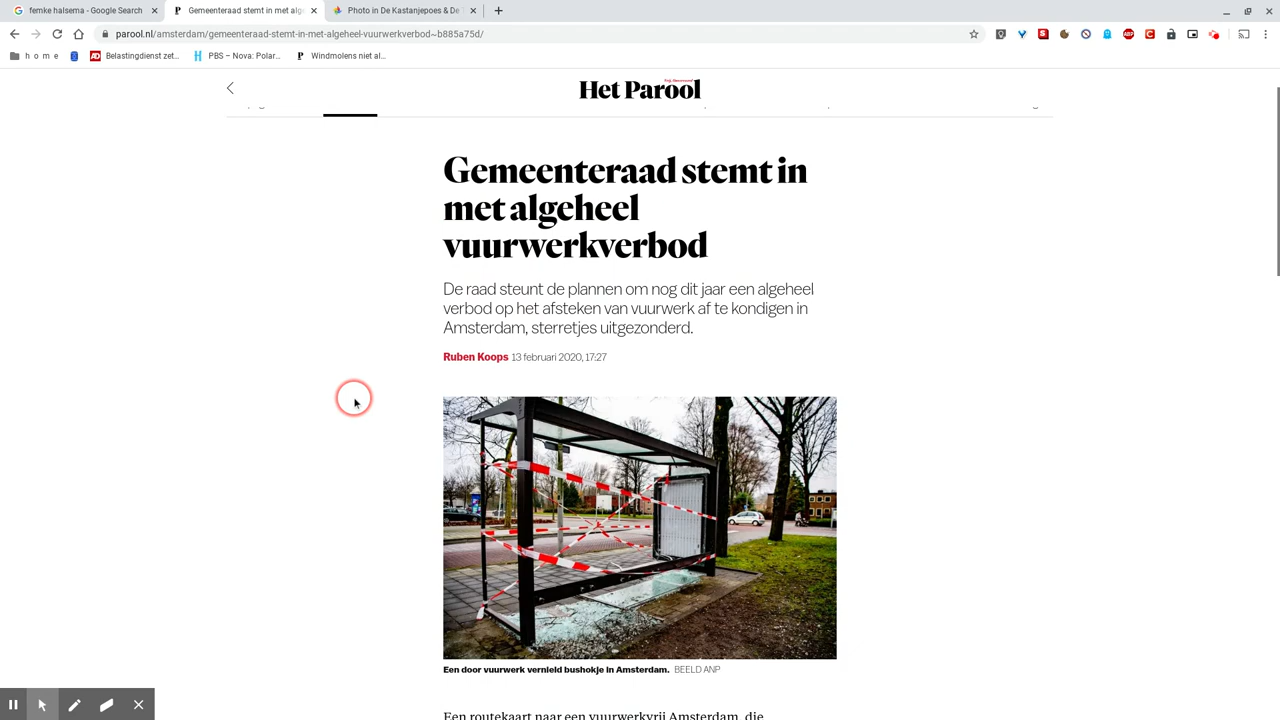 femke halsema - Google Search
Gemeenteraad stemt in met alg
Photo in De Kastanjepoes & De
parool.nl/amsterdam/gemeenteraad-stemt-in-met-algeheel-vuurwerkverbod~b885a75d/
h o m e
Belastingdienst zet...
PBS – Nova: Polar...
Windmolens niet al...
Het Parool
Gemeenteraad stemt in
met algeheel
vuurwerkverbod
De raad steunt de plannen om nog dit jaar een algeheel
verbod op het afsteken van vuurwerk af te kondigen in
Amsterdam, sterretjes uitgezonderd.
Ruben Koops 13 februari 2020, 17:27
Een door vuurwerk vernield bushokje in Amsterdam. BEELD ANP
Een routekaart naar een vuurwerkvrij Amsterdam, die